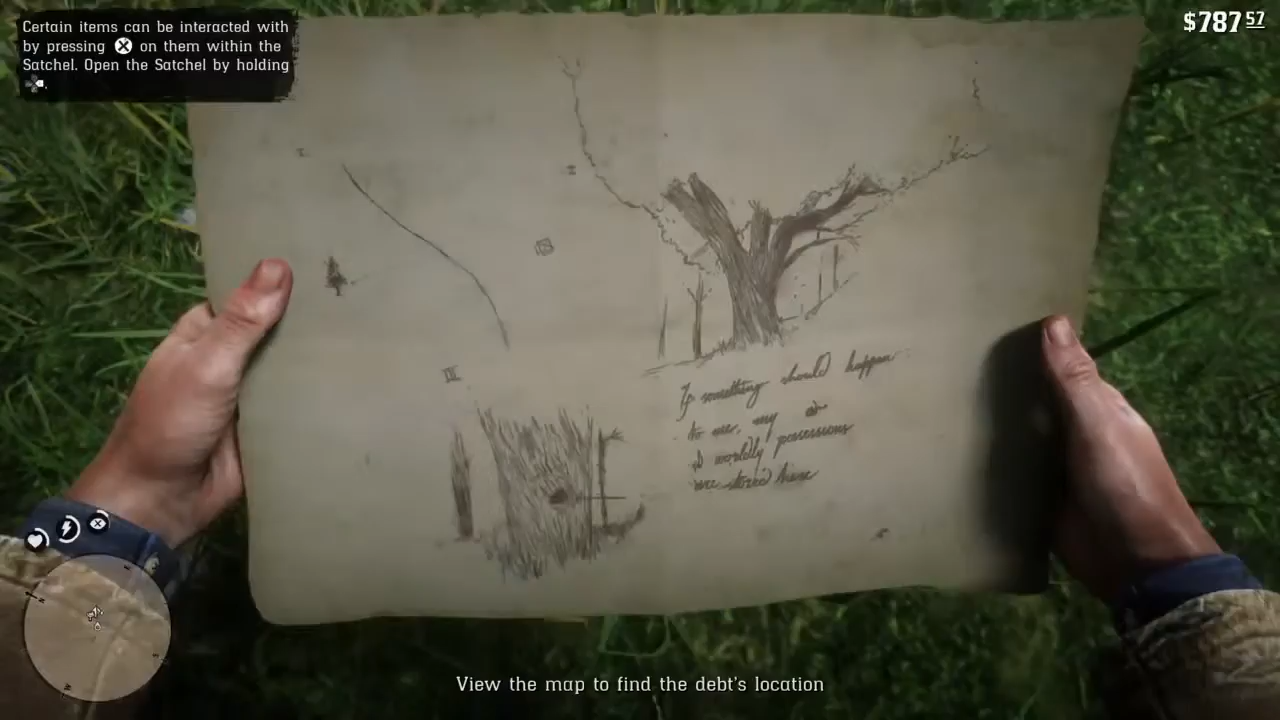 Certain items can be interacted with
by pressing ⓧ on them within the
Satchel. Open the Satchel by holding
.
$787 57
I
II
III
If something should happen
to me, my
worldly possessions
are stored here
View the map to find the debt's location